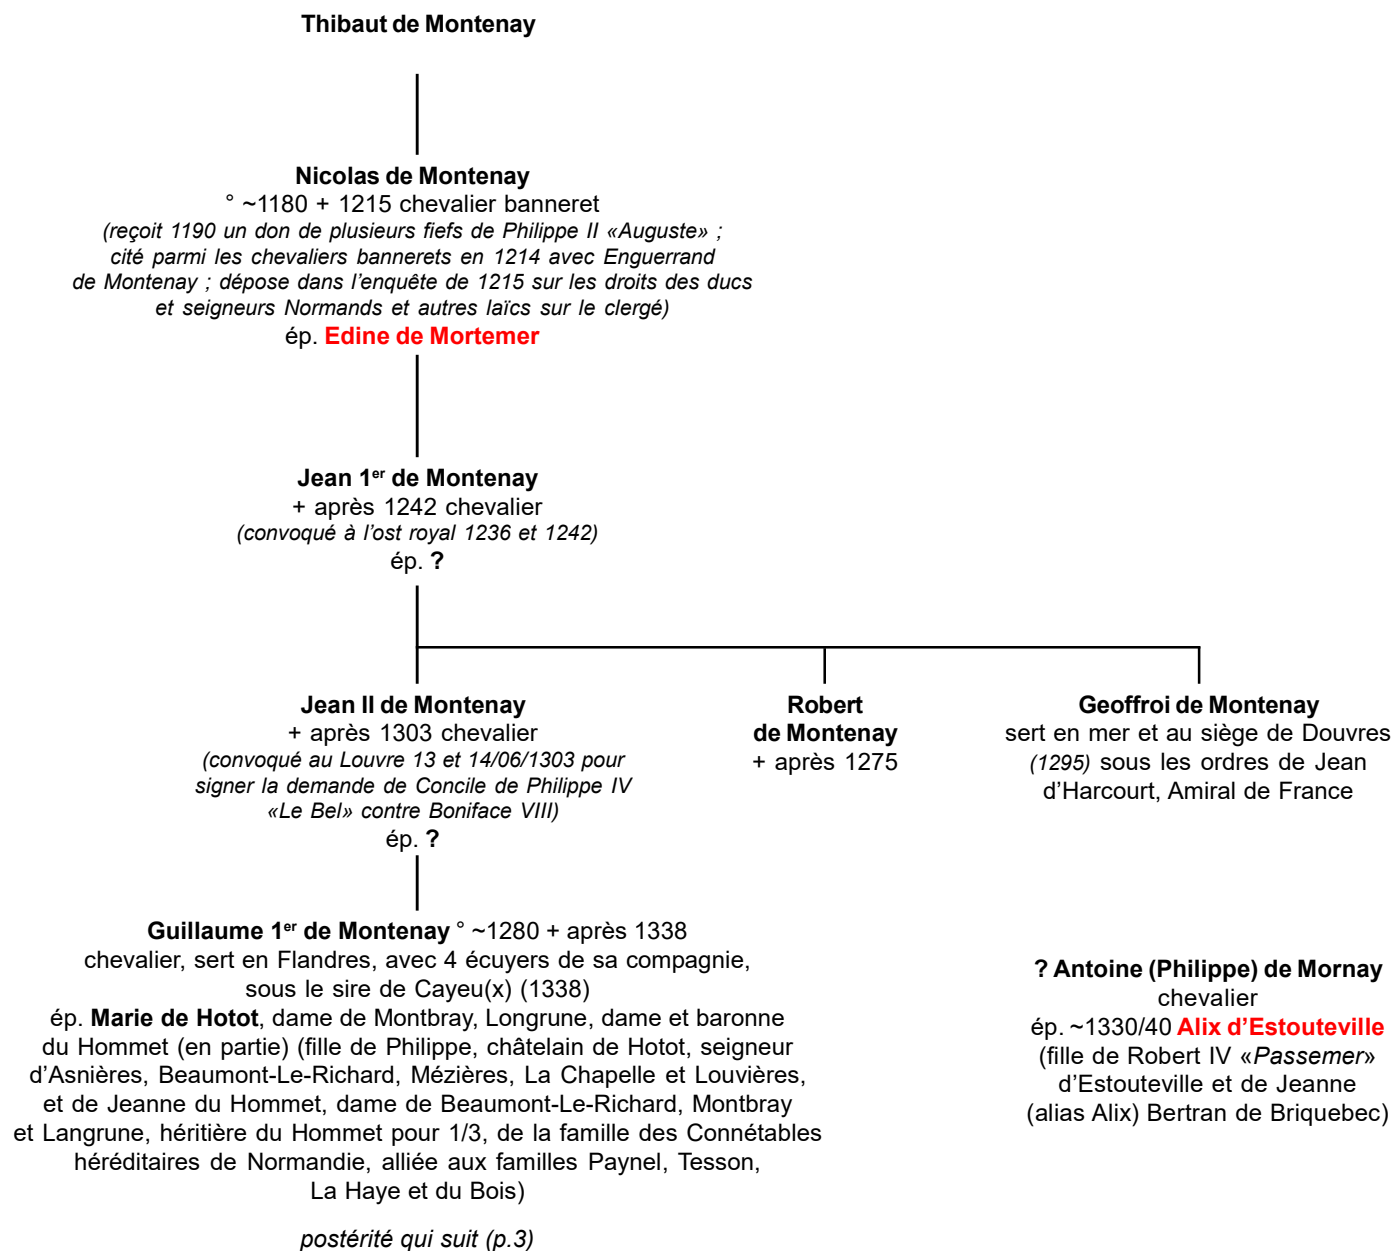 Thibaut de Montenay
Nicolas de Montenay
° ~1180 + 1215 chevalier banneret
(reçoit 1190 un don de plusieurs fiefs de Philippe II «Auguste» ;
cité parmi les chevaliers bannerets en 1214 avec Enguerrand
de Montenay ; dépose dans l’enquête de 1215 sur les droits des ducs
et seigneurs Normands et autres laïcs sur le clergé)
ép. Edine de Mortemer
Jean 1er de Montenay
+ après 1242 chevalier
(convoqué à l’ost royal 1236 et 1242)
ép. ?
Jean II de Montenay
+ après 1303 chevalier
(convoqué au Louvre 13 et 14/06/1303 pour
signer la demande de Concile de Philippe IV
«Le Bel» contre Boniface VIII)
ép. ?
Robert
de Montenay
+ après 1275
Geoffroi de Montenay
sert en mer et au siège de Douvres
(1295) sous les ordres de Jean
d’Harcourt, Amiral de France
Guillaume 1er de Montenay ° ~1280 + après 1338
chevalier, sert en Flandres, avec 4 écuyers de sa compagnie,
sous le sire de Cayeu(x) (1338)
ép. Marie de Hotot, dame de Montbray, Longrune, dame et baronne
du Hommet (en partie) (fille de Philippe, châtelain de Hotot, seigneur
d’Asnières, Beaumont-Le-Richard, Mézières, La Chapelle et Louvières,
et de Jeanne du Hommet, dame de Beaumont-Le-Richard, Montbray
et Langrune, héritière du Hommet pour 1/3, de la famille des Connétables
héréditaires de Normandie, alliée aux familles Paynel, Tesson,
La Haye et du Bois)
postérité qui suit (p.3)
? Antoine (Philippe) de Mornay
chevalier
ép. ~1330/40 Alix d’Estouteville
(fille de Robert IV «Passemer»
d’Estouteville et de Jeanne
(alias Alix) Bertran de Briquebec)